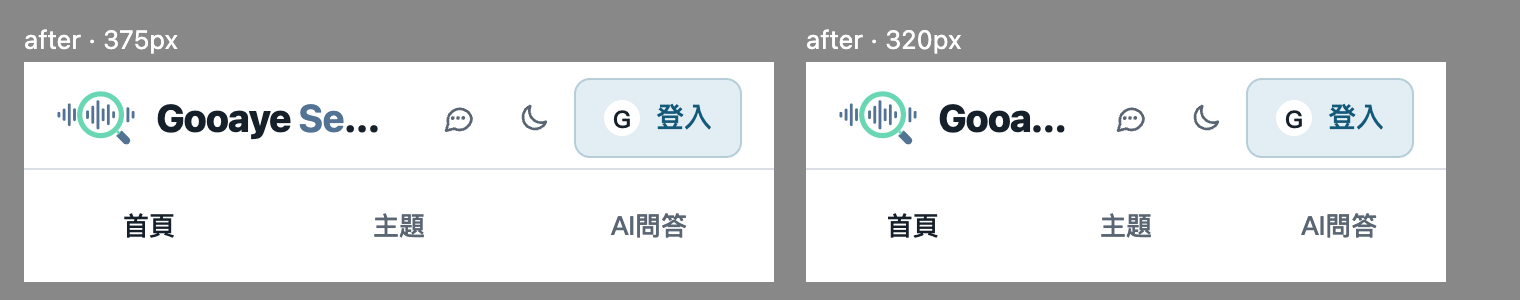 after · 375px
Gooaye Se...
G 登入
首頁 主題 AI問答
after · 320px
Gooa...
G 登入
首頁 主題 AI問答